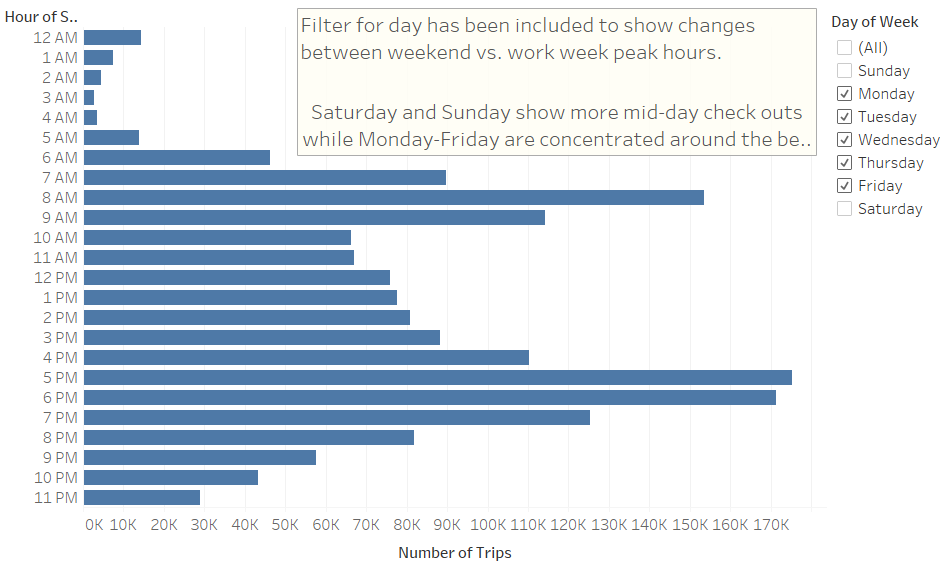 Hour of S..
Filter for day has been included to show changes
between weekend vs. work week peak hours.
Saturday and Sunday show more mid-day check outs
while Monday-Friday are concentrated around the be..
Day of Week
(All)
Sunday
Monday
Tuesday
Wednesday
Thursday
Friday
Saturday
12 AM
1 AM
2 AM
3 AM
4 AM
5 AM
6 AM
7 AM
8 AM
9 AM
10 AM
11 AM
12 PM
1 PM
2 PM
3 PM
4 PM
5 PM
6 PM
7 PM
8 PM
9 PM
10 PM
11 PM
0K 10K 20K 30K 40K 50K 60K 70K 80K 90K 100K 110K 120K 130K 140K 150K 160K 170K
Number of Trips